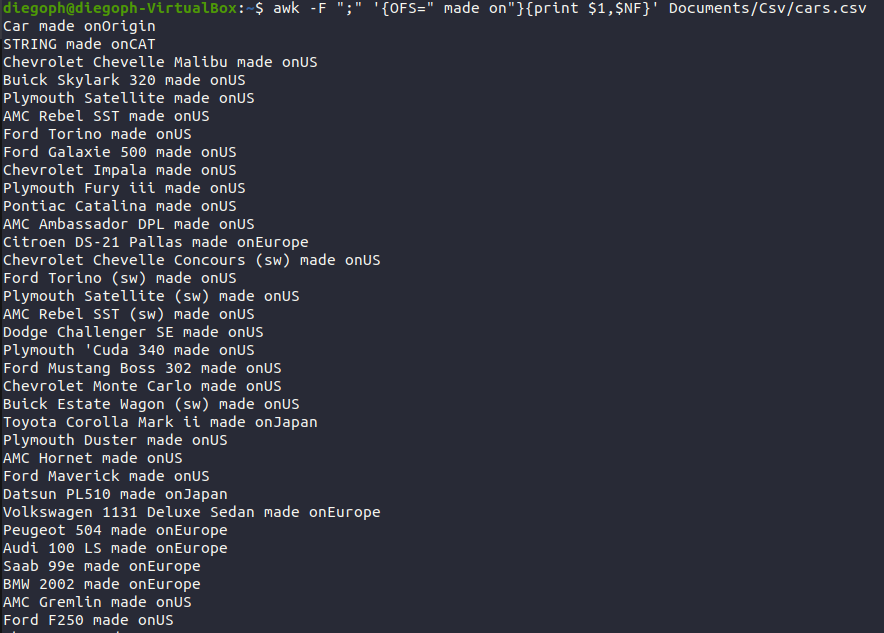 diegoph@diegoph-VirtualBox:~$ awk -F ";" '{OFS=" made on"}{print $1,$NF}' Documents/Csv/cars.csv
Car made onOrigin
STRING made onCAT
Chevrolet Chevelle Malibu made onUS
Buick Skylark 320 made onUS
Plymouth Satellite made onUS
AMC Rebel SST made onUS
Ford Torino made onUS
Ford Galaxie 500 made onUS
Chevrolet Impala made onUS
Plymouth Fury iii made onUS
Pontiac Catalina made onUS
AMC Ambassador DPL made onUS
Citroen DS-21 Pallas made onEurope
Chevrolet Chevelle Concours (sw) made onUS
Ford Torino (sw) made onUS
Plymouth Satellite (sw) made onUS
AMC Rebel SST (sw) made onUS
Dodge Challenger SE made onUS
Plymouth 'Cuda 340 made onUS
Ford Mustang Boss 302 made onUS
Chevrolet Monte Carlo made onUS
Buick Estate Wagon (sw) made onUS
Toyota Corolla Mark ii made onJapan
Plymouth Duster made onUS
AMC Hornet made onUS
Ford Maverick made onUS
Datsun PL510 made onJapan
Volkswagen 1131 Deluxe Sedan made onEurope
Peugeot 504 made onEurope
Audi 100 LS made onEurope
Saab 99e made onEurope
BMW 2002 made onEurope
AMC Gremlin made onUS
Ford F250 made onUS